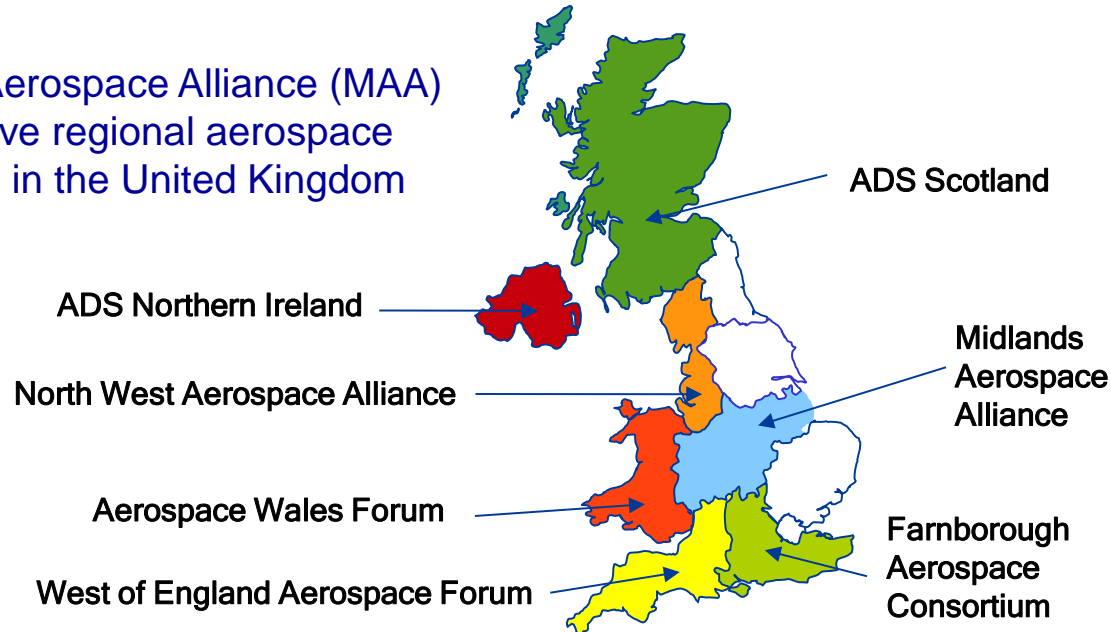 Aerospace Alliance (MAA)
ve regional aerospace
in the United Kingdom
ADS Scotland
ADS Northern Ireland
Midlands
Aerospace
Alliance
North West Aerospace Alliance
Aerospace Wales Forum
Farnborough
Aerospace
Consortium
West of England Aerospace Forum